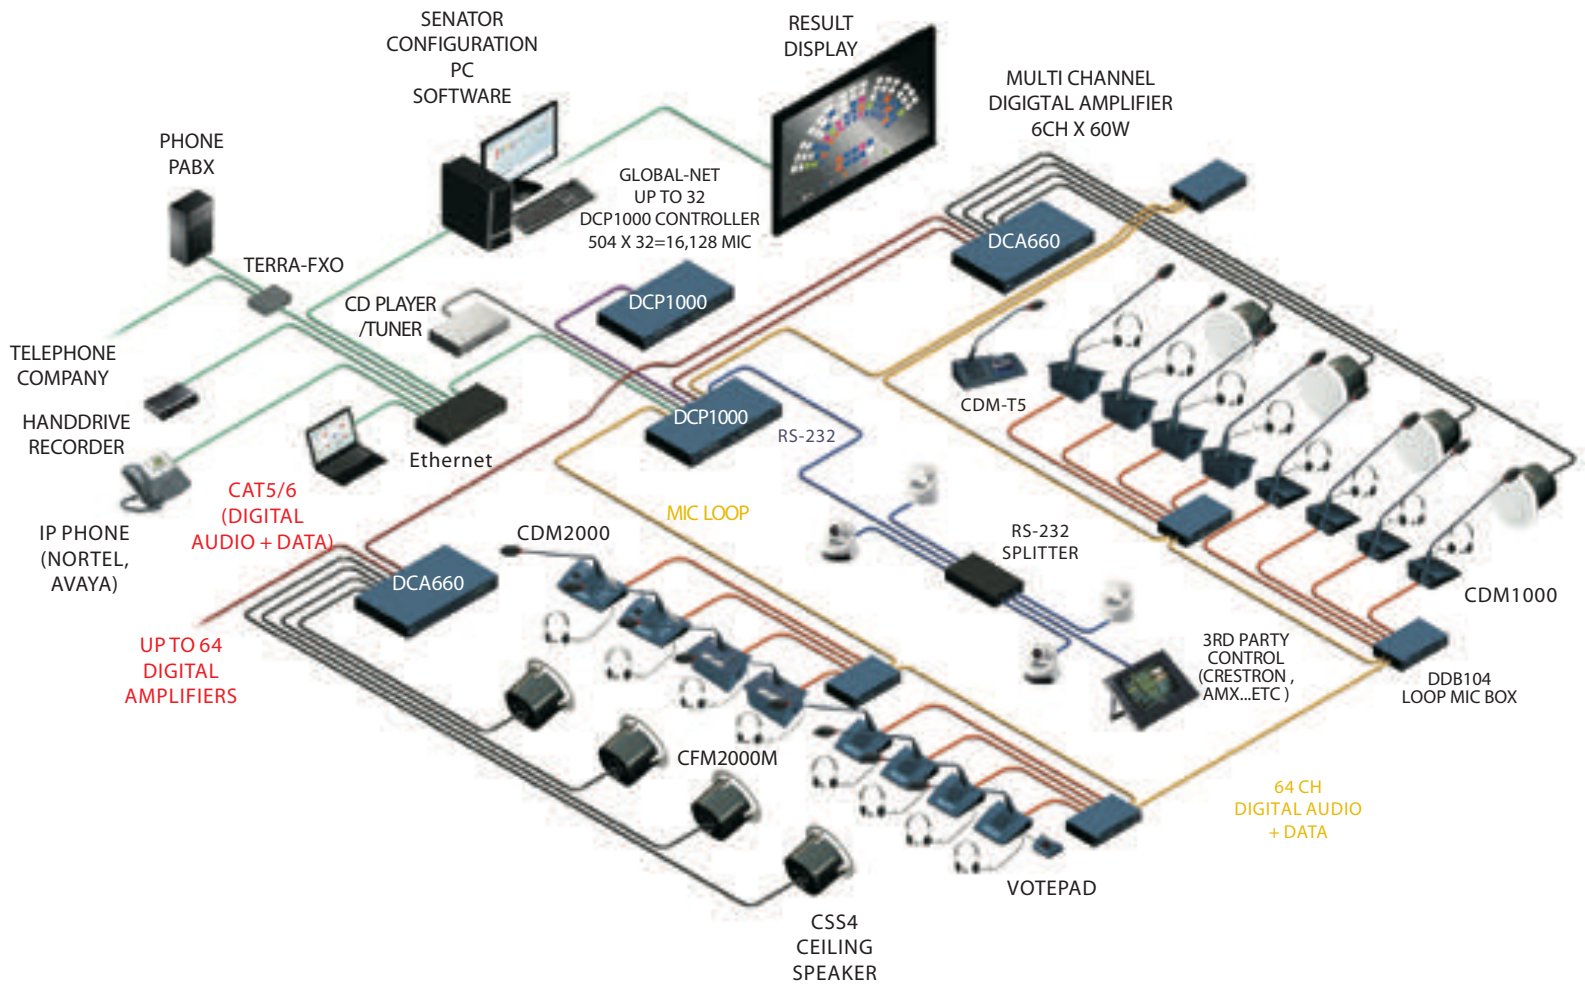 SENATOR
CONFIGURATION
PC
SOFTWARE
RESULT
DISPLAY
MULTI CHANNEL
DIGIGTAL AMPLIFIER
6CH X 60W
PHONE
PABX
GLOBAL-NET
UP TO 32
DCP1000 CONTROLLER
504 X 32=16,128 MIC
DCA660
TERRA-FXO
CD PLAYER
/TUNER
DCP1000
TELEPHONE
COMPANY
HANDDRIVE
RECORDER
CDM-T5
DCP1000
RS-232
Ethernet
CAT5/6
(DIGITAL
AUDIO + DATA)
MIC LOOP
IP PHONE
(NORTEL,
AVAYA)
CDM2000
RS-232
SPLITTER
DCA660
CDM1000
UP TO 64
DIGITAL
AMPLIFIERS
3RD PARTY
CONTROL
(CRESTRON ,
AMX...ETC )
DDB104
LOOP MIC BOX
CFM2000M
64 CH
DIGITAL AUDIO
+ DATA
VOTEPAD
CSS4
CEILING
SPEAKER